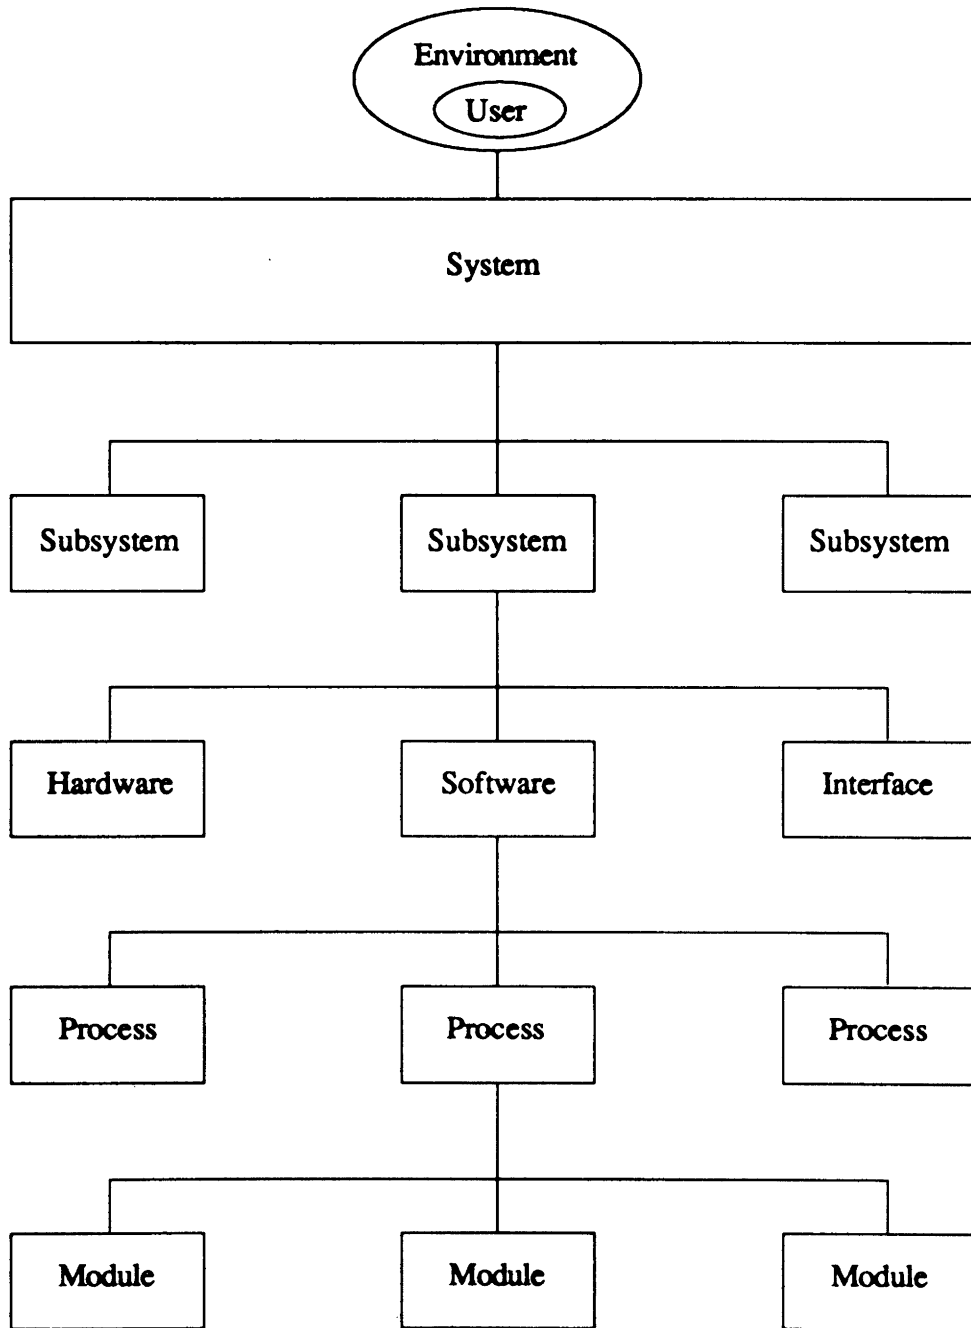 Environment
User
System
Subsystem
Subsystem
Subsystem
Hardware
Software
Interface
Process
Process
Process
Module
Module
Module